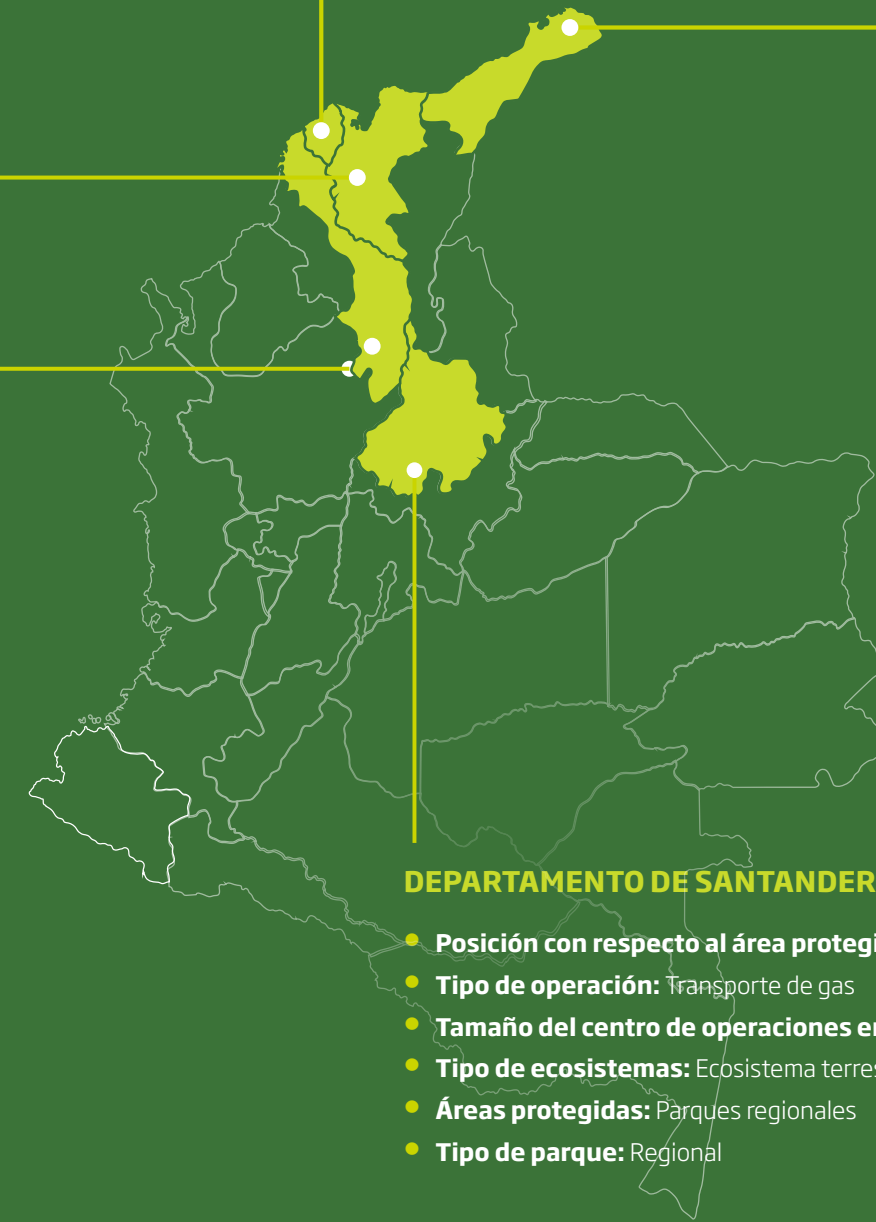 DEPARTAMENTO DE SANTANDER
Posición con respecto al área protegi
Tipo de operación: Transporte de gas
Tamaño del centro de operaciones en
Tipo de ecosistemas: Ecosistema terres
Áreas protegidas: Parques regionales
Tipo de parque: Regional